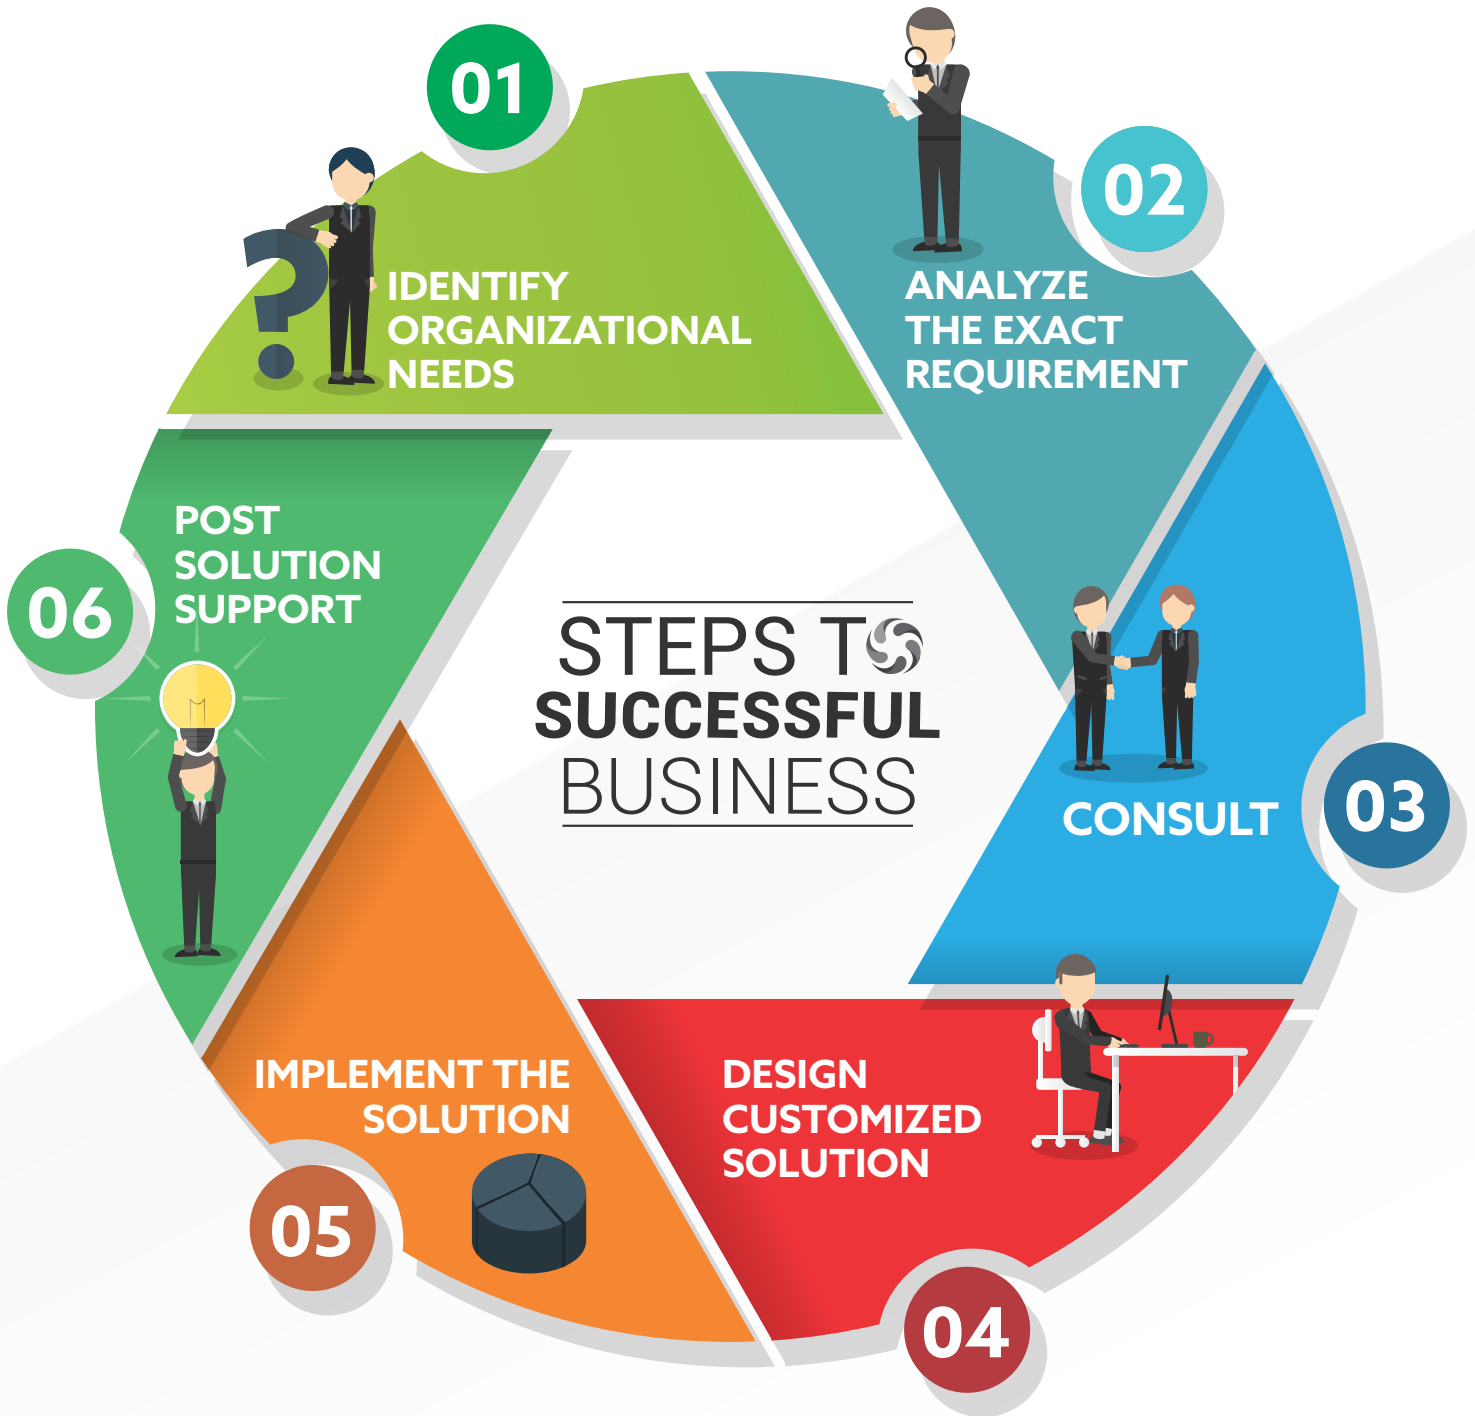 01
IDENTIFY
ORGANIZATIONAL
NEEDS
02
ANALYZE
THE EXACT
REQUIREMENT
03
CONSULT
04
DESIGN
CUSTOMIZED
SOLUTION
05
IMPLEMENT THE
SOLUTION
06
POST
SOLUTION
SUPPORT
STEPS TO
SUCCESSFUL
BUSINESS
?